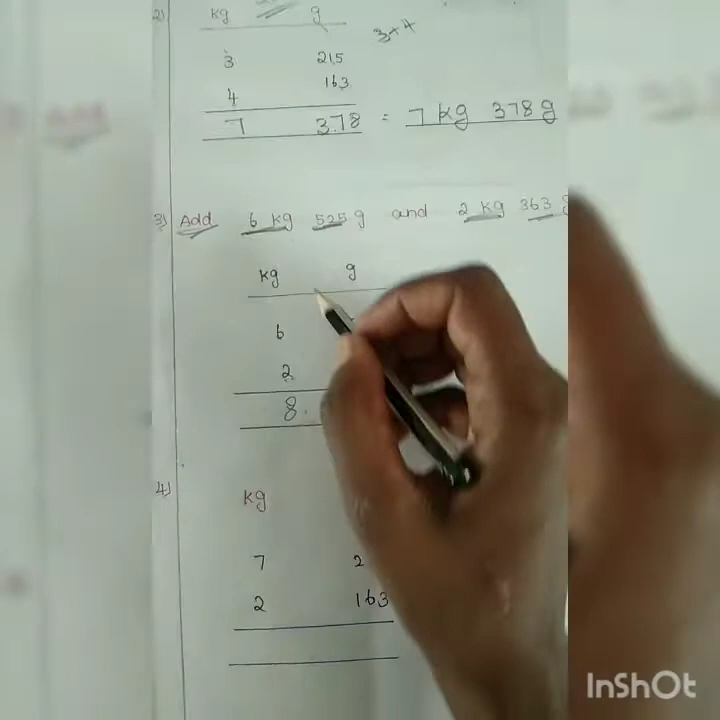 2) kg g
3+4
3 215
4 163
7 378 = 7 kg 378 g
3) Add 6 kg 525 g and 2 kg 363
kg g
6
2
8
4) kg
7 2
2 163
InShOt